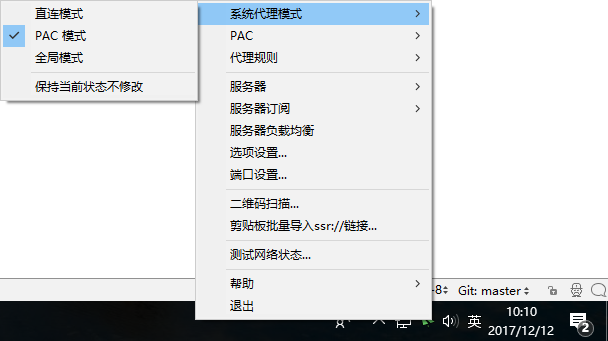 直连模式
PAC 模式
全局模式
保持当前状态不修改
系统代理模式
PAC
代理规则
服务器
服务器订阅
服务器负载均衡
选项设置...
端口设置...
二维码扫描...
剪贴板批量导入ssr://链接...
测试网络状态...
帮助
退出
-8 Git: master
英
10:10
2017/12/12
2